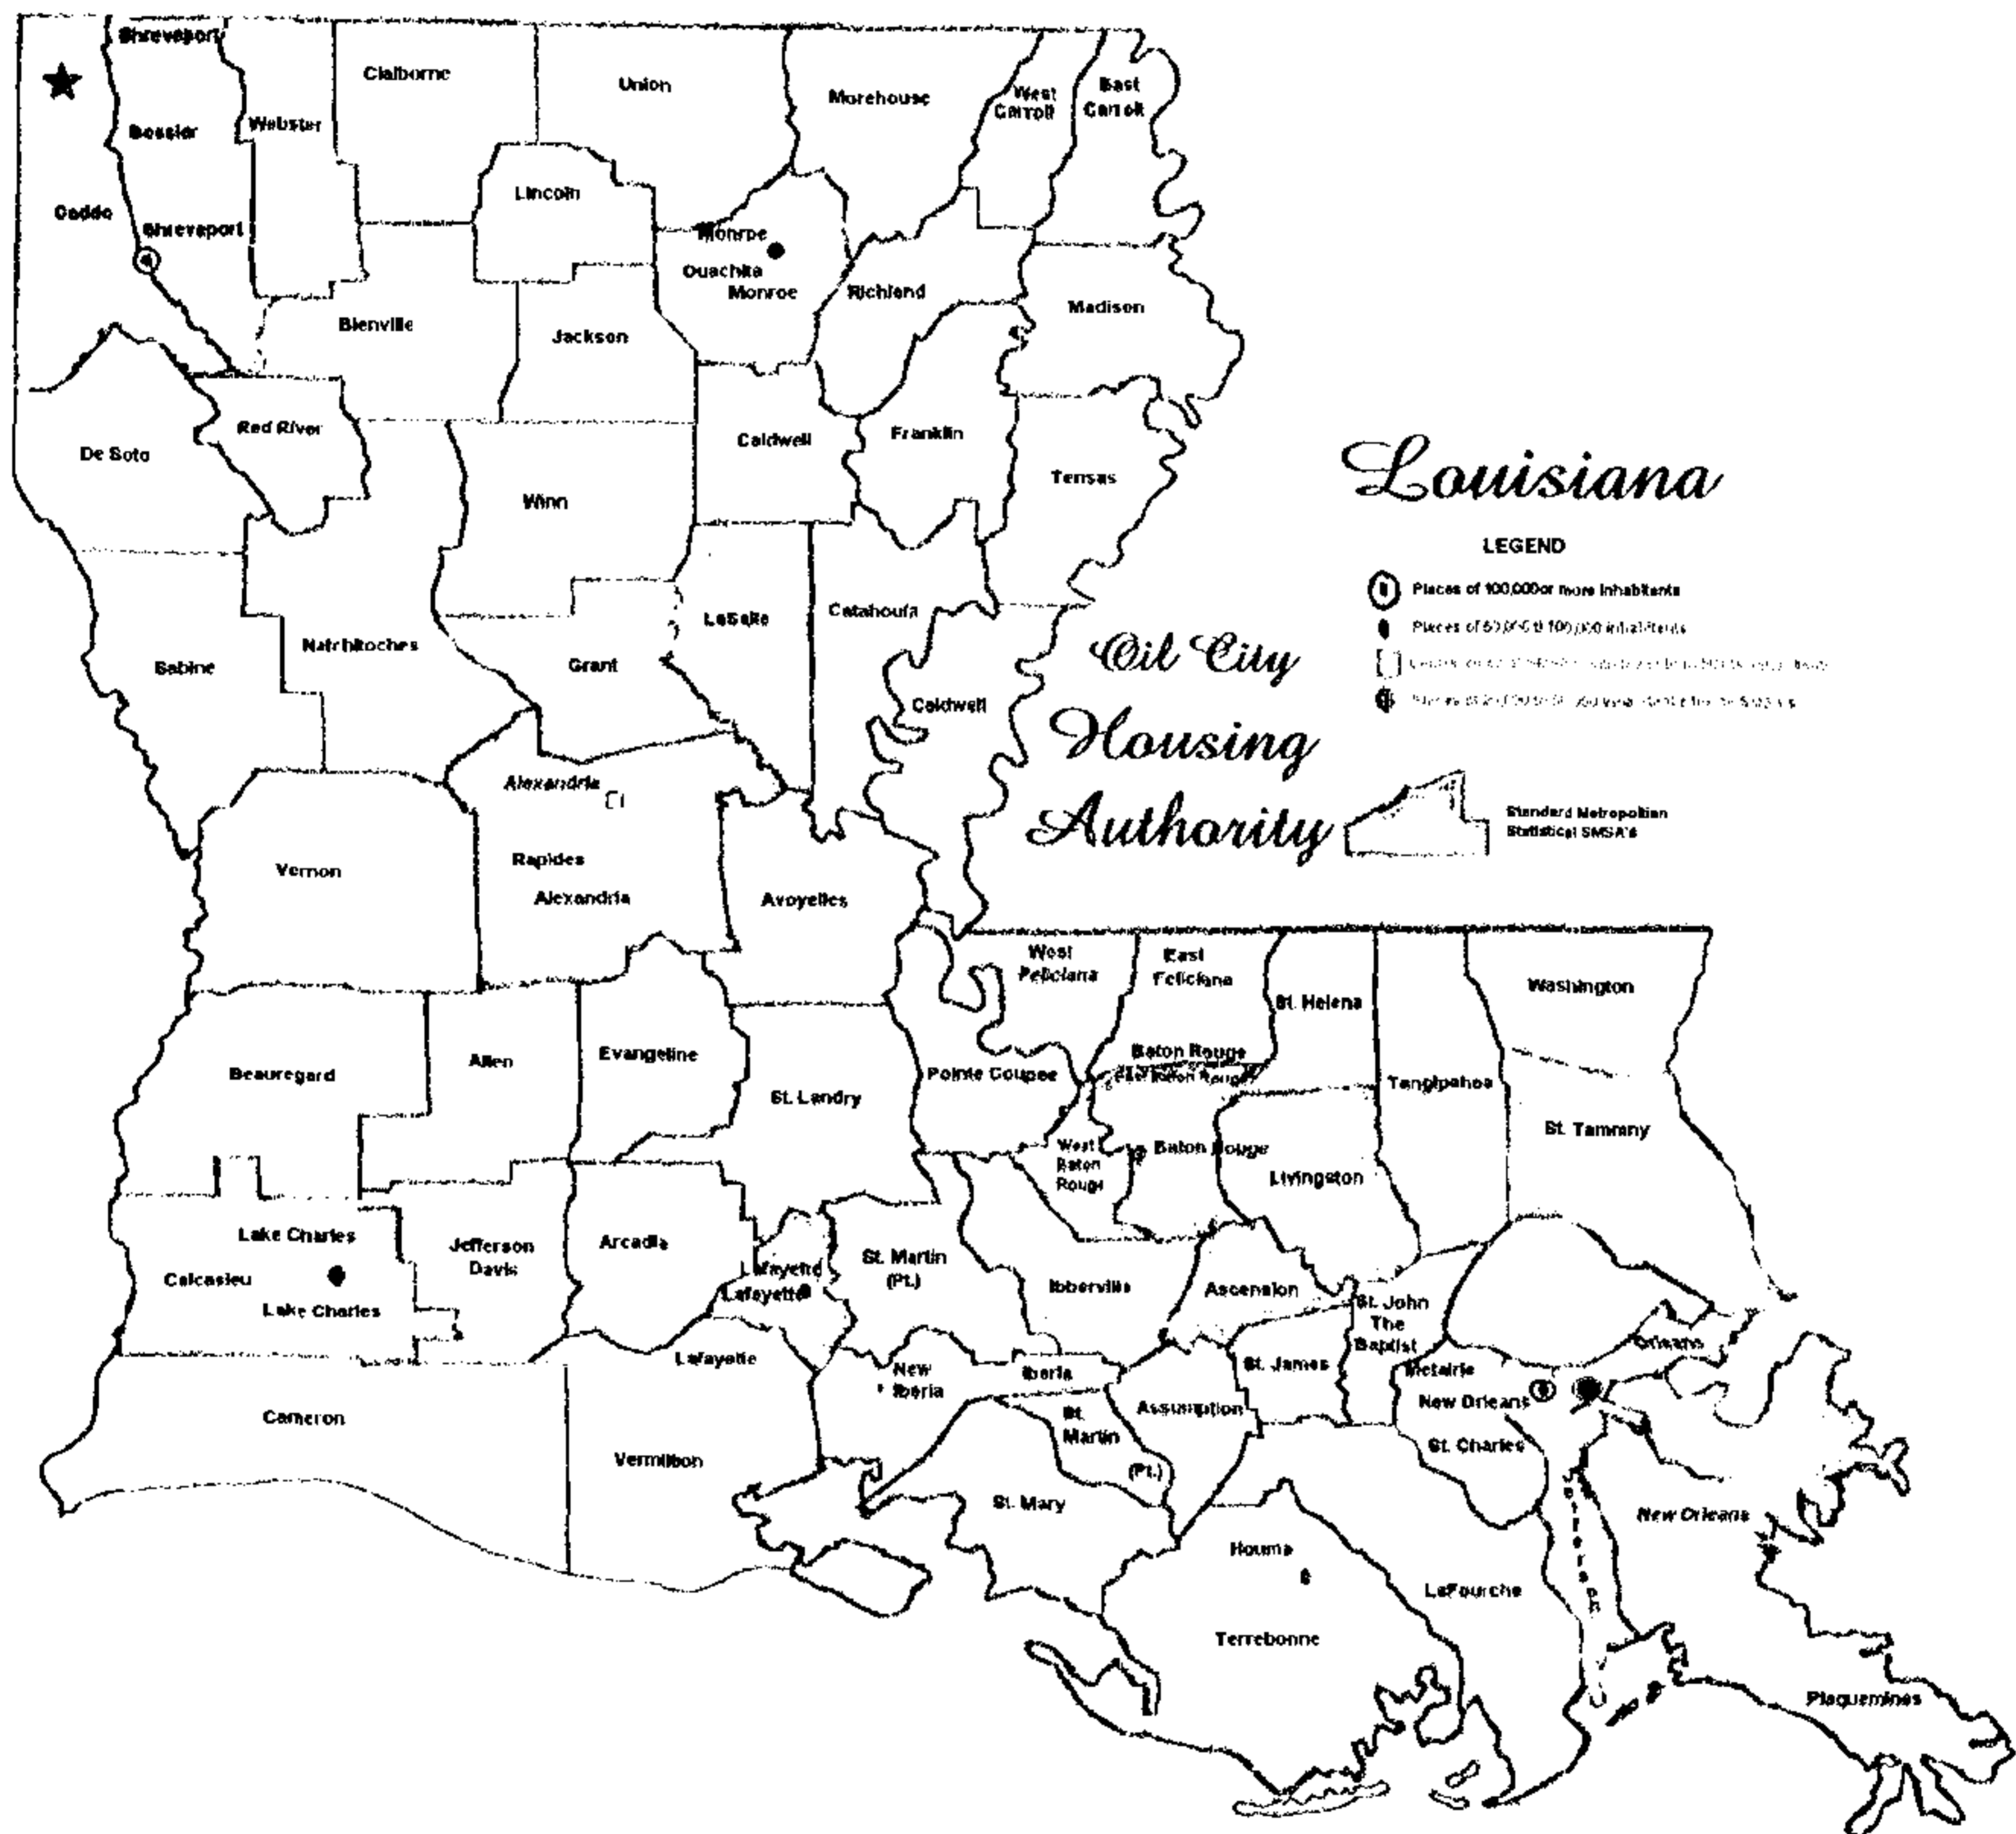 Shreveport
Claiborne
Union
Morehouse
West
Carroll
East
Carroll
Bossier
Webster
Lincoln
Caddo
Shreveport
Monroe
Ouachita
Monroe
Richland
Madison
Bienville
Jackson
Red River
De Soto
Caldwell
Franklin
Tensas
Winn
Louisiana
LEGEND
Places of 100,000or more Inhabitants
Places of
Sabine
Natchitoches
Grant
LaSalle
Catahoula
Caldwell
Oil City
Housing
Authority
Standard Metropolitan
Statistical SMSA's
Alexandria
Rapides
Alexandria
Vernon
Avoyelles
West
Feliciana
East
Feliciana
St. Helena
Washington
Beauregard
Allen
Evangeline
St. Landry
Pointe Coupee
Baton Rouge
Tangipahoa
St. Tammny
West
Baton
Rouge
Baton Rouge
Livingston
Lake Charles
Calcasieu
Lake Charles
Jefferson
Davis
Arcadia
Lafayette
Lafayette
St. Martin
(Pt.)
Ibberville
Ascension
St. John
The
Baptist
Orleans
Lafayette
New
Iberia
Iberia
St. James
Metairie
New Orleans
Assumption
St.
Martin
(Pt.)
St. Charles
Cameron
Vermilion
St. Mary
New Orleans
Houma
LaFourche
Terrebonne
Plaquemines